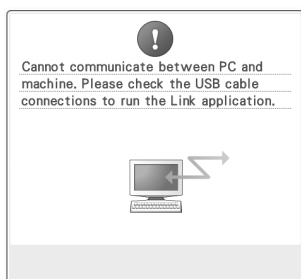 Cannot communicate between PC and
machine. Please check the USB cable
connections to run the Link application.